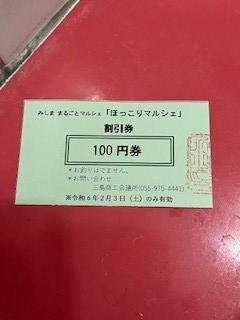 みしま まるごとマルシェ「ほっこりマルシェ」
割引券
100円券
＊お釣りはでません。
＊お問い合わせ
三島商工会議所(055-975-4441)
※令和6年2月3日（土）のみ有効